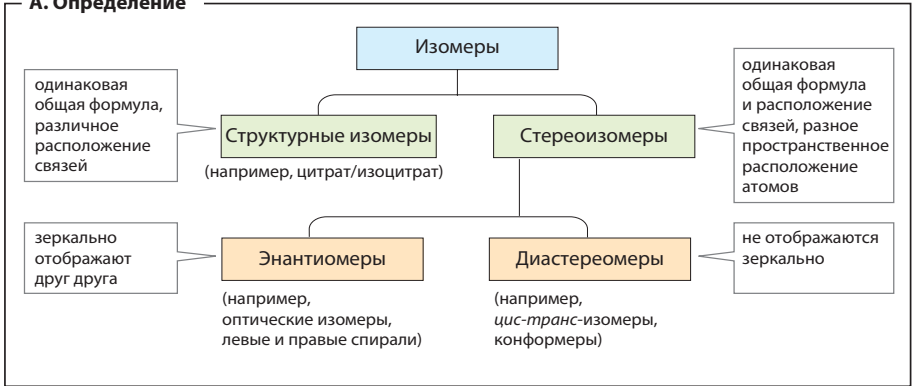 А. Определение
Изомеры
одинаковая
общая формула,
различное
расположение
связей
Структурные изомеры
(например, цитрат/изоцитрат)
Стереоизомеры
одинаковая
общая формула
и расположение
связей, разное
пространственное
расположение
атомов
зеркально
отображают
друг друга
Энантиомеры
(например,
оптические изомеры,
левые и правые спирали)
Диастереомеры
(например,
цис-транс-изомеры,
конформеры)
не отображаются
зеркально